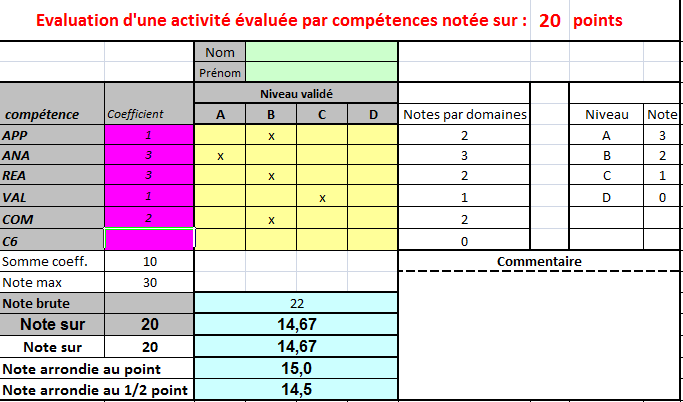 Evaluation d'une activité évaluée par compétences notée sur : 20 points
Nom
Prénom
Niveau validé
compétence Coefficient A B C D Notes par domaines Niveau Note
APP 1 x 2 A 3
ANA 3 x 3 B 2
REA 3 x 2 C 1
VAL 1 x 1 D 0
COM 2 x 2
C6 0
Somme coeff. 10 Commentaire
Note max 30
Note brute 22
Note sur 20 14,67
Note sur 20 14,67
Note arrondie au point 15,0
Note arrondie au 1/2 point 14,5